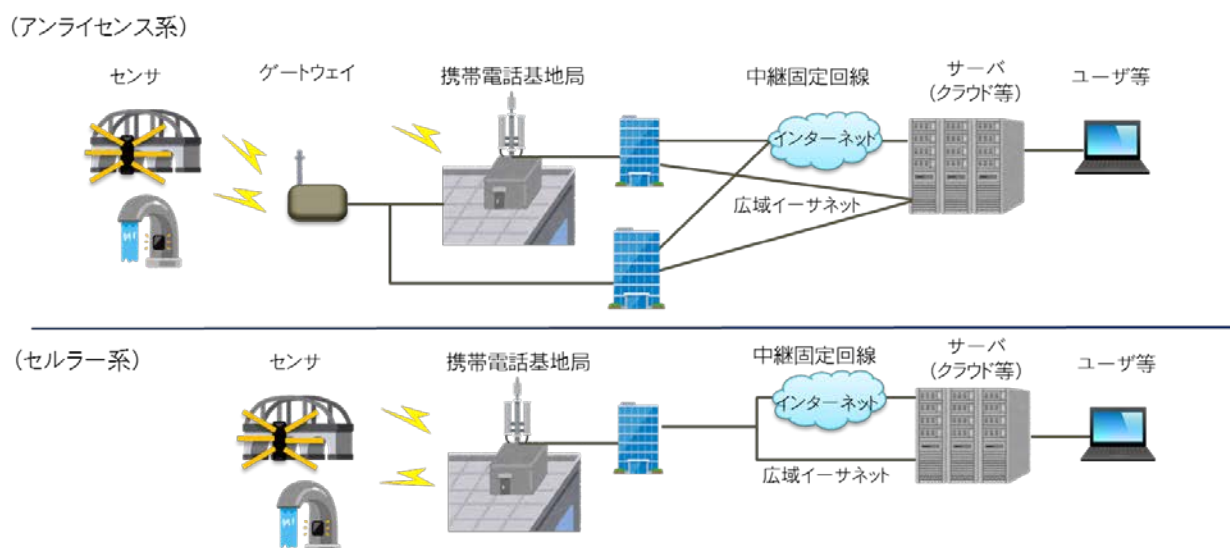 (アンライセンス系)
センサ
ゲートウェイ
携帯電話基地局
中継固定回線
サーバ
(クラウド等)
ユーザ等
インターネット
広域イーサネット
(セルラー系)
センサ
携帯電話基地局
中継固定回線
サーバ
(クラウド等)
ユーザ等
インターネット
広域イーサネット